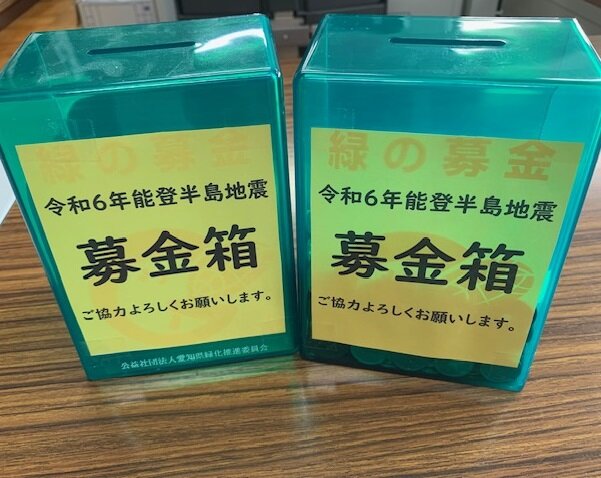 緑の募金
令和6年能登半島地震
募金箱
ご協力よろしくお願いします。
公益社団法人愛知県緑化推進委員会
緑の募金
令和6年能登半島地震
募金箱
ご協力よろしくお願いします。